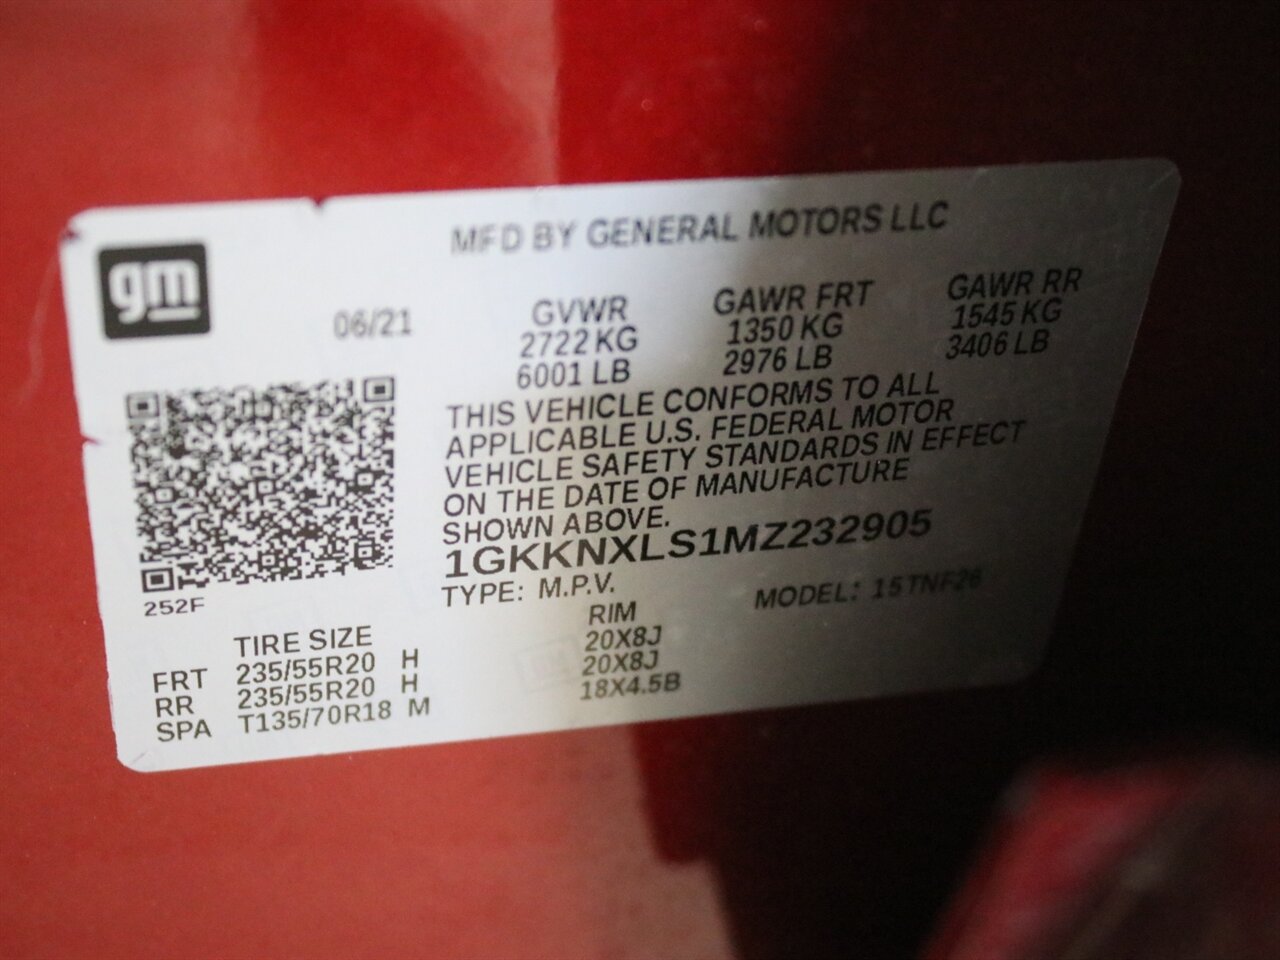 MFD BY GENERAL MOTORS LLC
gm
06/21
GVWR GAWR FRT GAWR RR
2722 KG 1350 KG 1545 KG
6001 LB 2976 LB 3406 LB
THIS VEHICLE CONFORMS TO ALL
APPLICABLE U.S. FEDERAL MOTOR
VEHICLE SAFETY STANDARDS IN EFFECT
ON THE DATE OF MANUFACTURE
SHOWN ABOVE.
1GKKNXLS1MZ232905
TYPE: M.P.V. MODEL: 15TNF26
252F
TIRE SIZE RIM
FRT 235/55R20 H 20X8J
RR 235/55R20 H 20X8J
SPA T135/70R18 M 18X4.5B